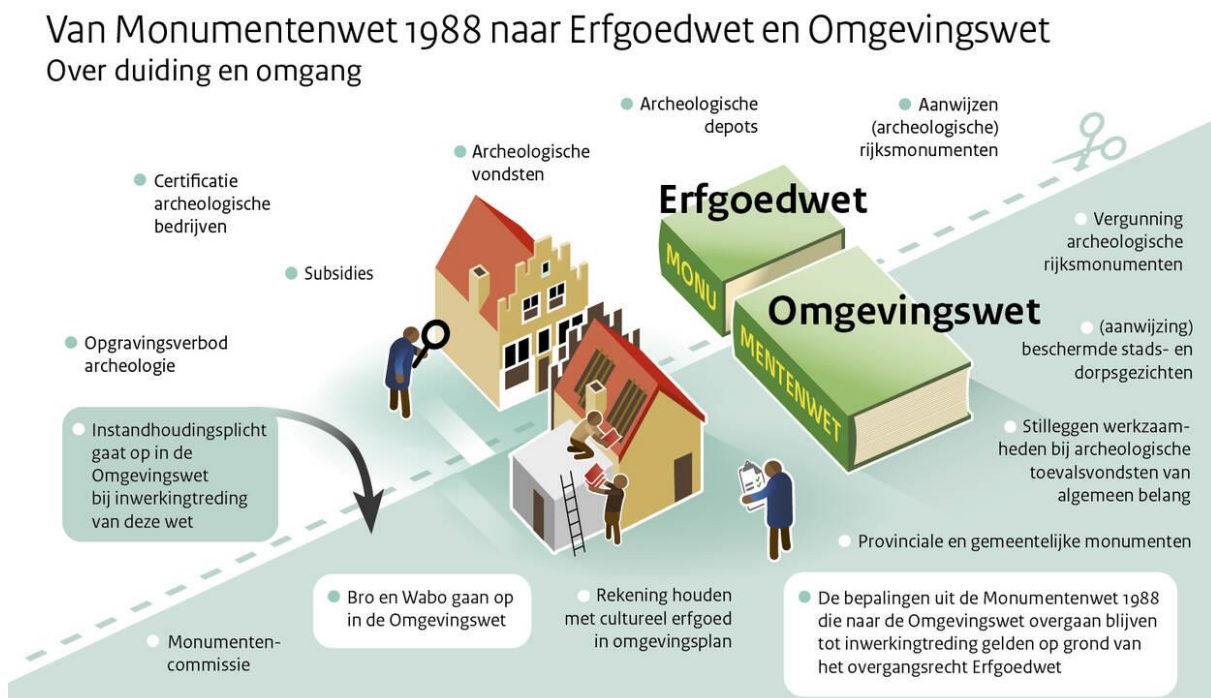 Van Monumentenwet 1988 naar Erfgoedwet en Omgevingswet
Over duiding en omgang
Archeologische
depots
Aanwijzen
(archeologische)
rijksmonumenten
Archeologische
vondsten
Certificatie
archeologische
bedrijven
Subsidies
Opgravingsverbod
archeologie
Erfgoedwet
MONU
Omgevingswet
MENTENWET
Vergunning
archeologische
rijksmonumenten
(aanwijzing)
beschermde stads- en
dorpsgezichten
Stilleggen werkzaam-
heden bij archeologische
toevalsvondsten van
algemeen belang
Provinciale en gemeentelijke monumenten
Instandhoudingsplicht
gaat op in de
Omgevingswet
bij inwerkingtreding
van deze wet
Monumenten-
commissie
Bro en Wabo gaan op
in de Omgevingswet
Rekening houden
met cultureel erfgoed
in omgevingsplan
De bepalingen uit de Monumentenwet 1988
die naar de Omgevingswet overgaan blijven
tot inwerkingtreding gelden op grond van
het overgangsrecht Erfgoedwet